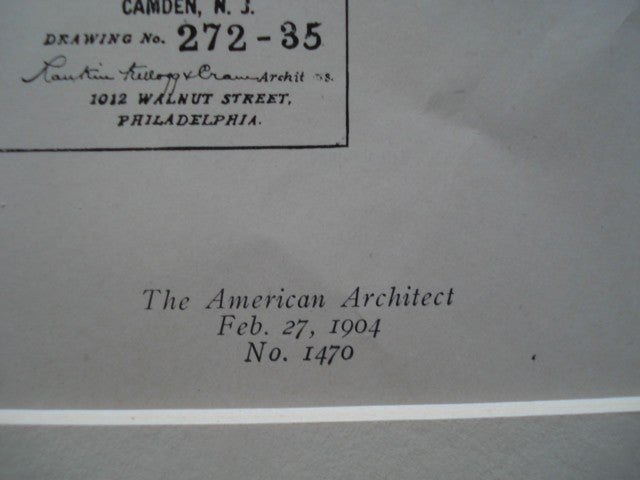 CAMDEN, N. J.
DRAWING No. 272-35
Rankin Kellogg & Crane Architects.
1012 WALNUT STREET,
PHILADELPHIA.
The American Architect
Feb. 27, 1904
No. 1470